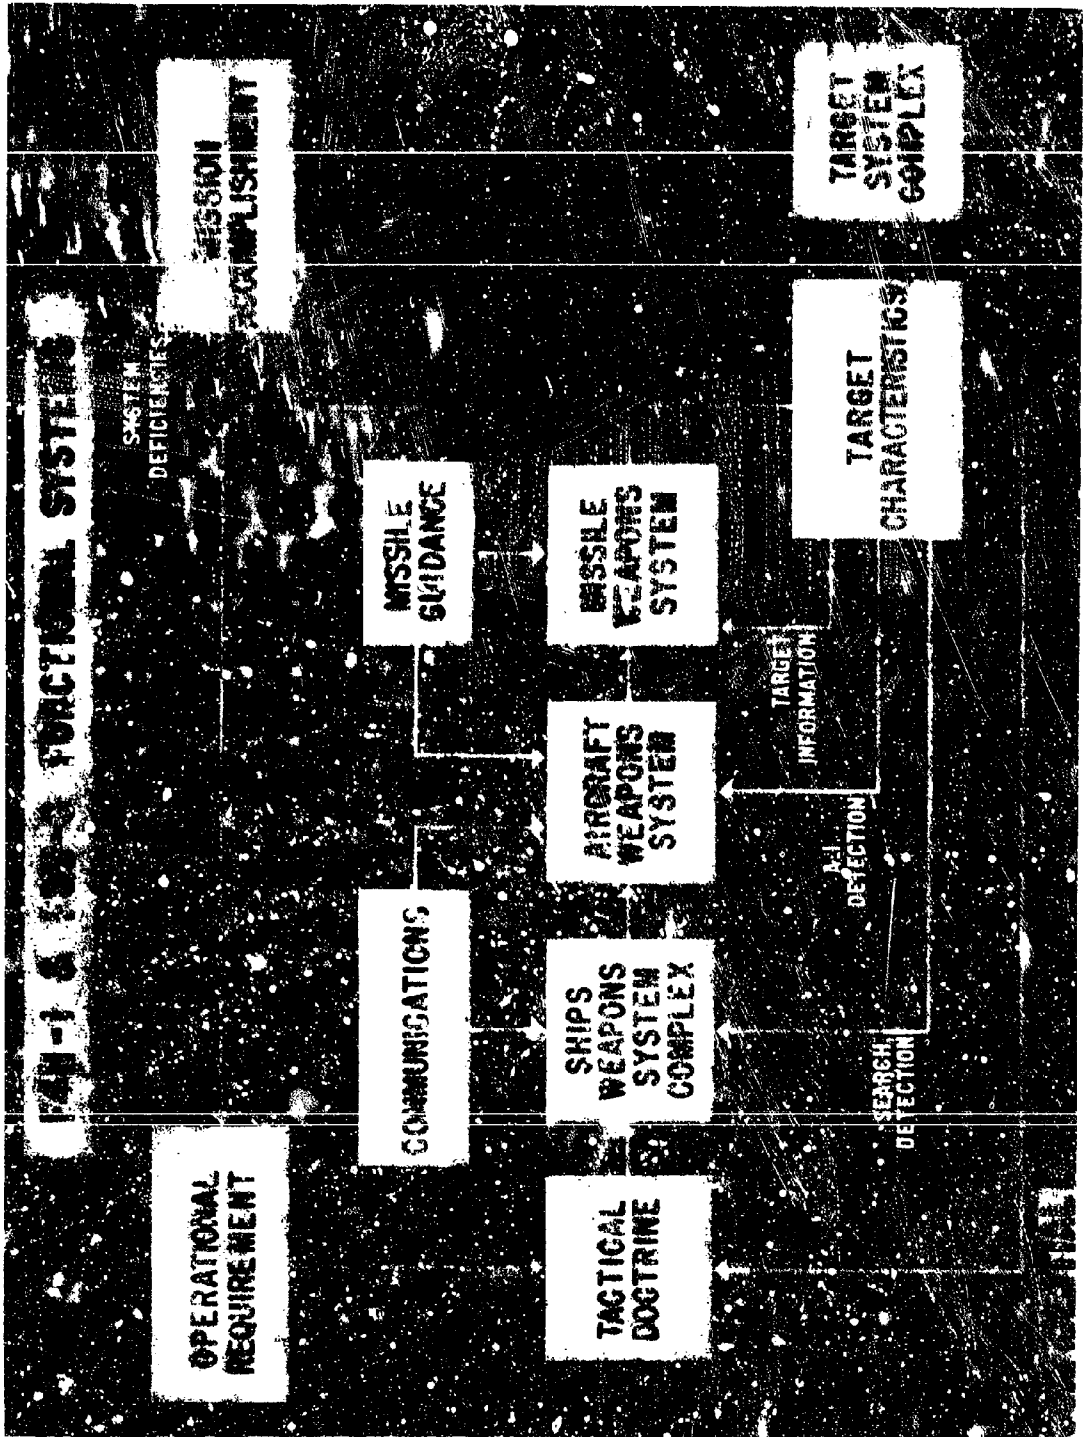 FUNCTIONAL SYSTEMS
OPERATIONAL
REQUIREMENT
SYSTEM
DEFICIENCIES
MISSION
ACCOMPLISHMENT
COMMUNICATIONS
MISSILE
GUIDANCE
TACTICAL
DOCTRINE
SHIPS
WEAPONS
SYSTEM
COMPLEX
AIRCRAFT
WEAPONS
SYSTEM
MISSILE
WEAPONS
SYSTEM
TARGET
INFORMATION
DETECTION
SEARCH
DETECTION
TARGET
CHARACTERISTICS
TARGET
SYSTEM
COMPLEX